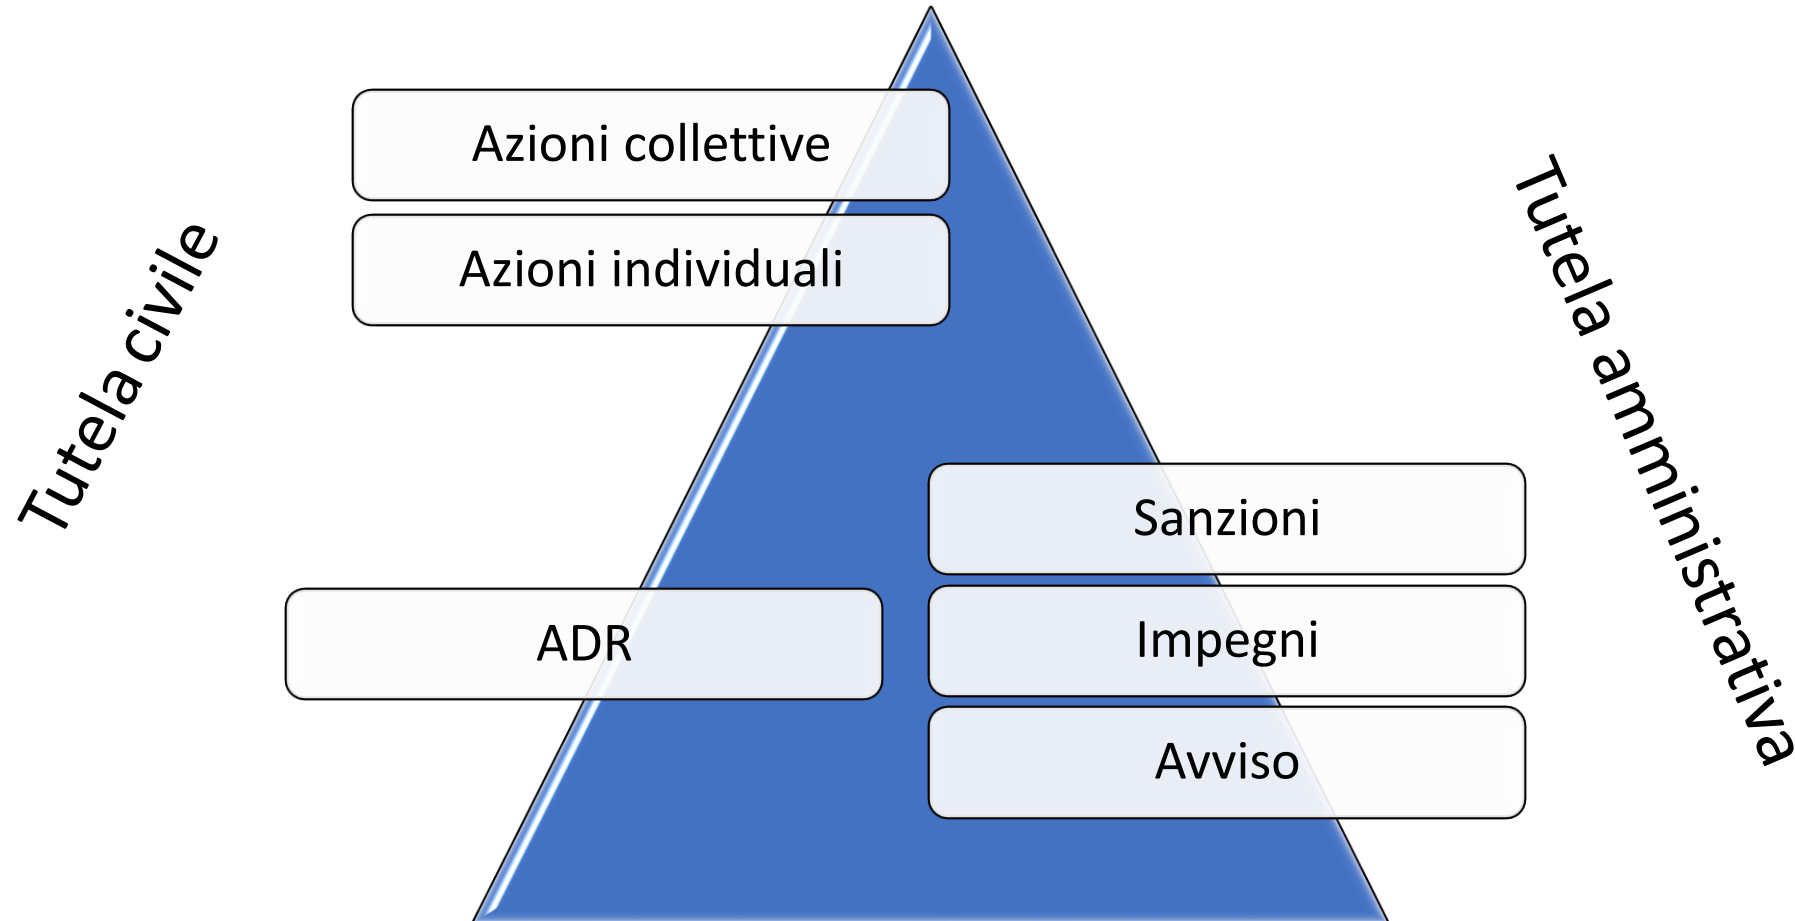 Tutela civile
Azioni collettive
Azioni individuali
ADR
Sanzioni
Impegni
Avviso
Tutela amministrativa